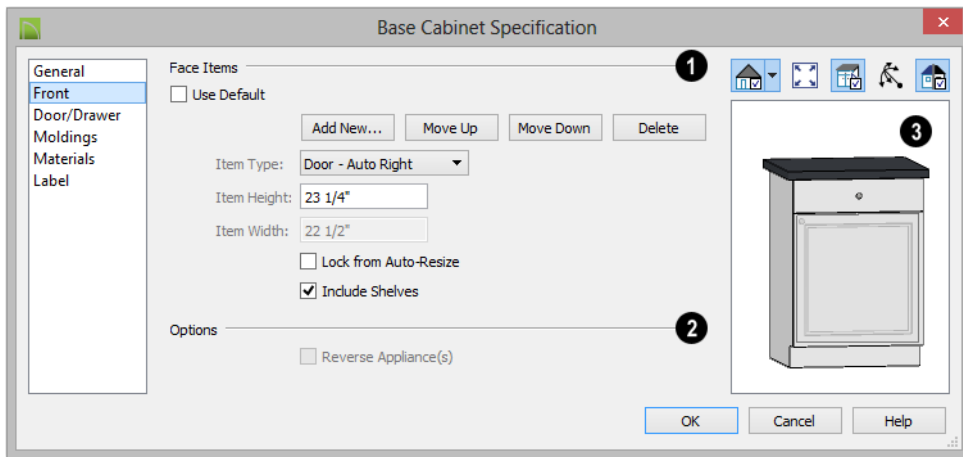 Base Cabinet Specification
General
Front
Door/Drawer
Moldings
Materials
Label
Face Items
1
Use Default
Add New...
Move Up
Move Down
Delete
Item Type:
Door - Auto Right
Item Height:
23 1/4"
Item Width:
22 1/2"
Lock from Auto-Resize
Include Shelves
Options
2
Reverse Appliance(s)
3
OK
Cancel
Help